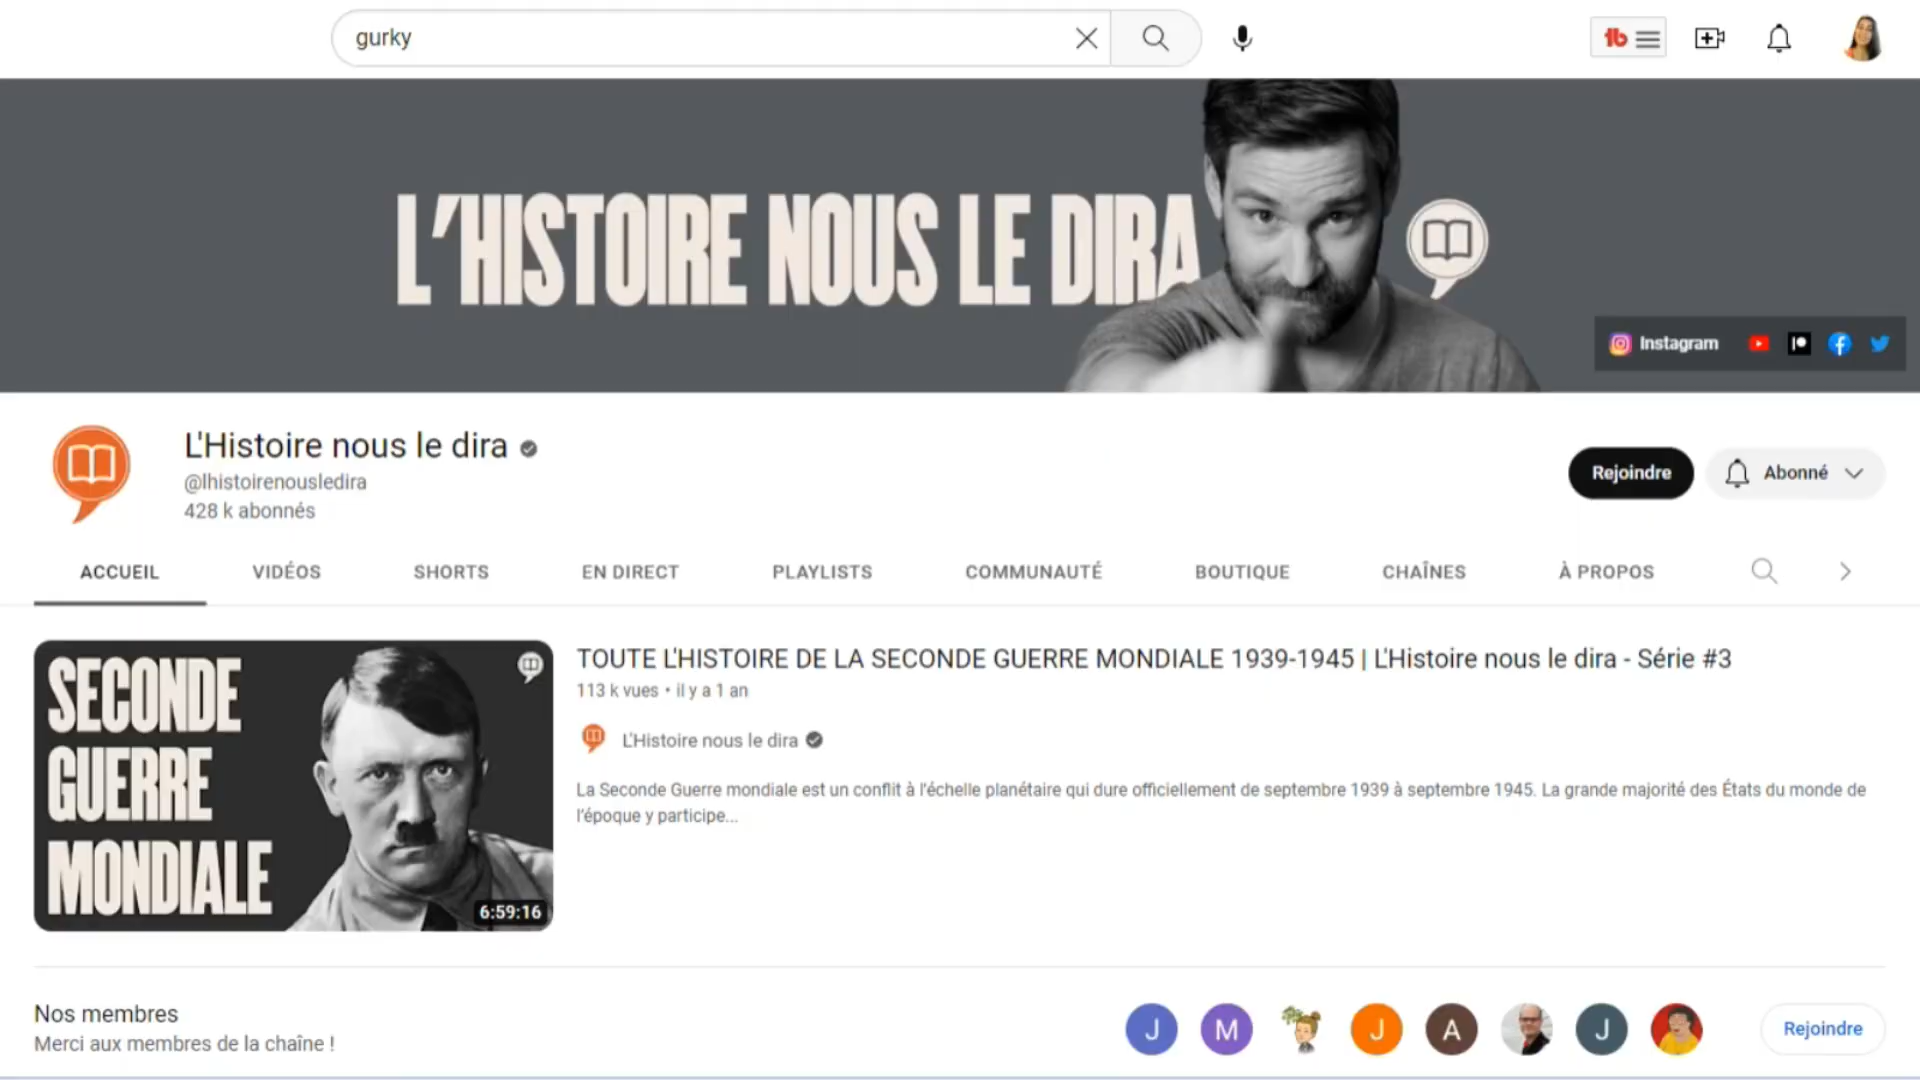 gurky
L'HISTOIRE NOUS LE DIRA
Instagram
L'Histoire nous le dira
@lhistoirenousledira
428 k abonnés
Rejoindre
Abonné
ACCUEIL
VIDÉOS
SHORTS
EN DIRECT
PLAYLISTS
COMMUNAUTÉ
BOUTIQUE
CHAÎNES
À PROPOS
SECONDE
GUERRE
MONDIALE
6:59:16
TOUTE L'HISTOIRE DE LA SECONDE GUERRE MONDIALE 1939-1945 | L'Histoire nous le dira - Série #3
113 k vues • il y a 1 an
L'Histoire nous le dira
La Seconde Guerre mondiale est un conflit à l'échelle planétaire qui dure officiellement de septembre 1939 à septembre 1945. La grande majorité des États du monde de
l'époque y participe...
Nos membres
Merci aux membres de la chaîne !
J
M
J
A
J
Rejoindre